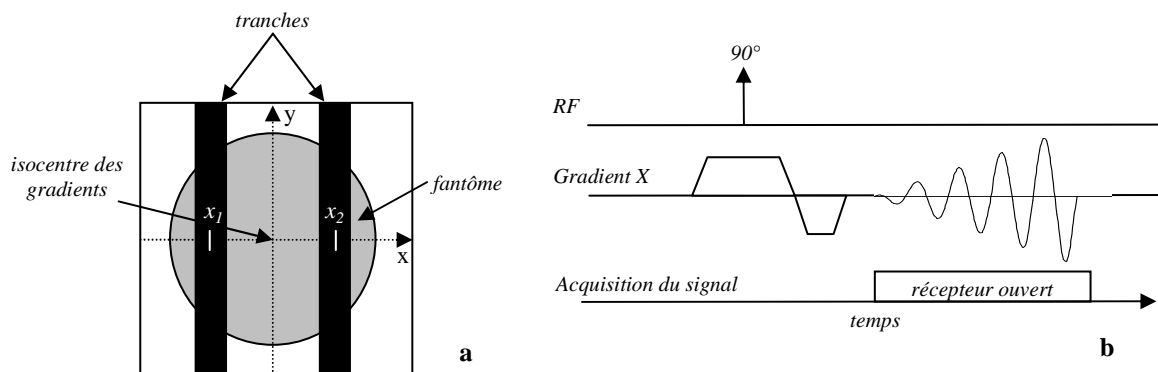 tranches
y
isocentre des
gradients
fantôme
x1
x2
x
a
90°
RF
Gradient X
Acquisition du signal
récepteur ouvert
temps
b